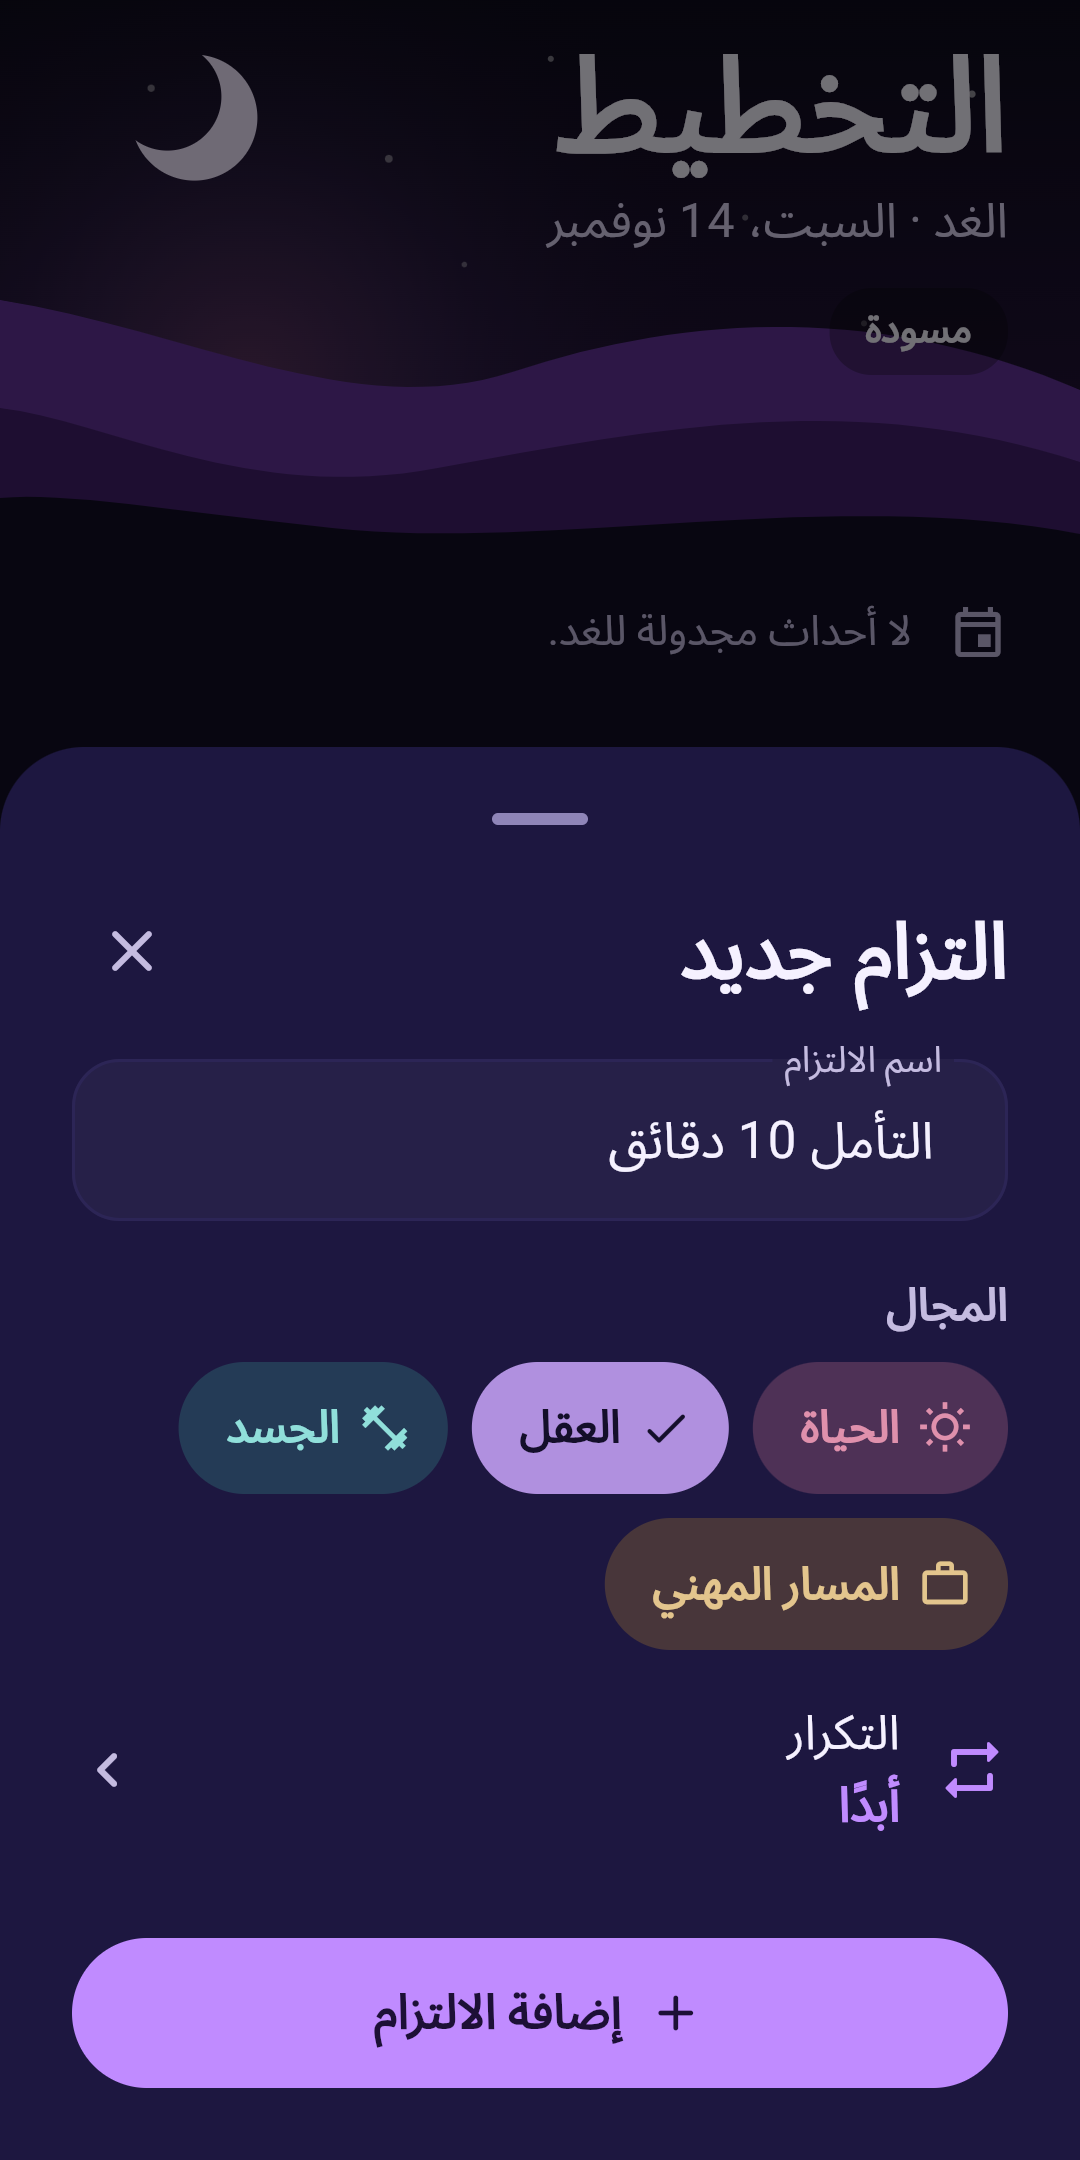 التخطيط
الغد · السبت، 14 نوفمبر
مسودة
لا أحداث مجدولة للغد.
التزام جديد
اسم الالتزام
التأمل 10 دقائق
المجال
الحياة
العقل
الجسد
المسار المهني
التكرار
أبدًا
إضافة الالتزام